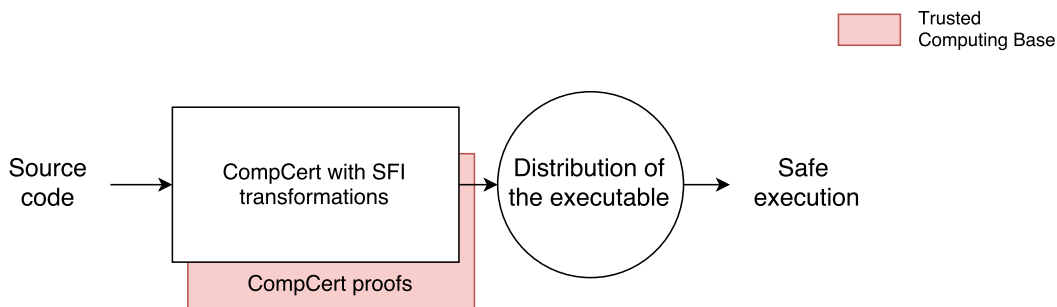 Trusted
Computing Base
Source
code
CompCert with SFI
transformations
Distribution of
the executable
Safe
execution
CompCert proofs